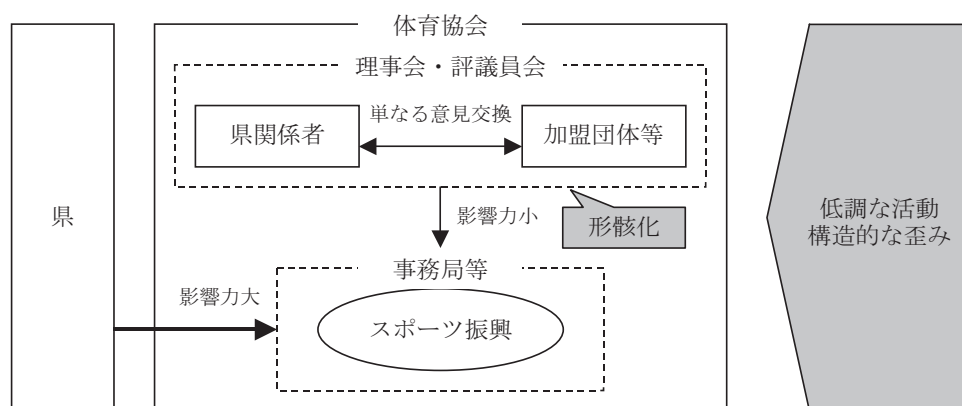 体育協会
理事会・評議員会
県関係者
単なる意見交換
加盟団体等
県
影響力小
形骸化
低調な活動
構造的な歪み
事務局等
影響力大
スポーツ振興